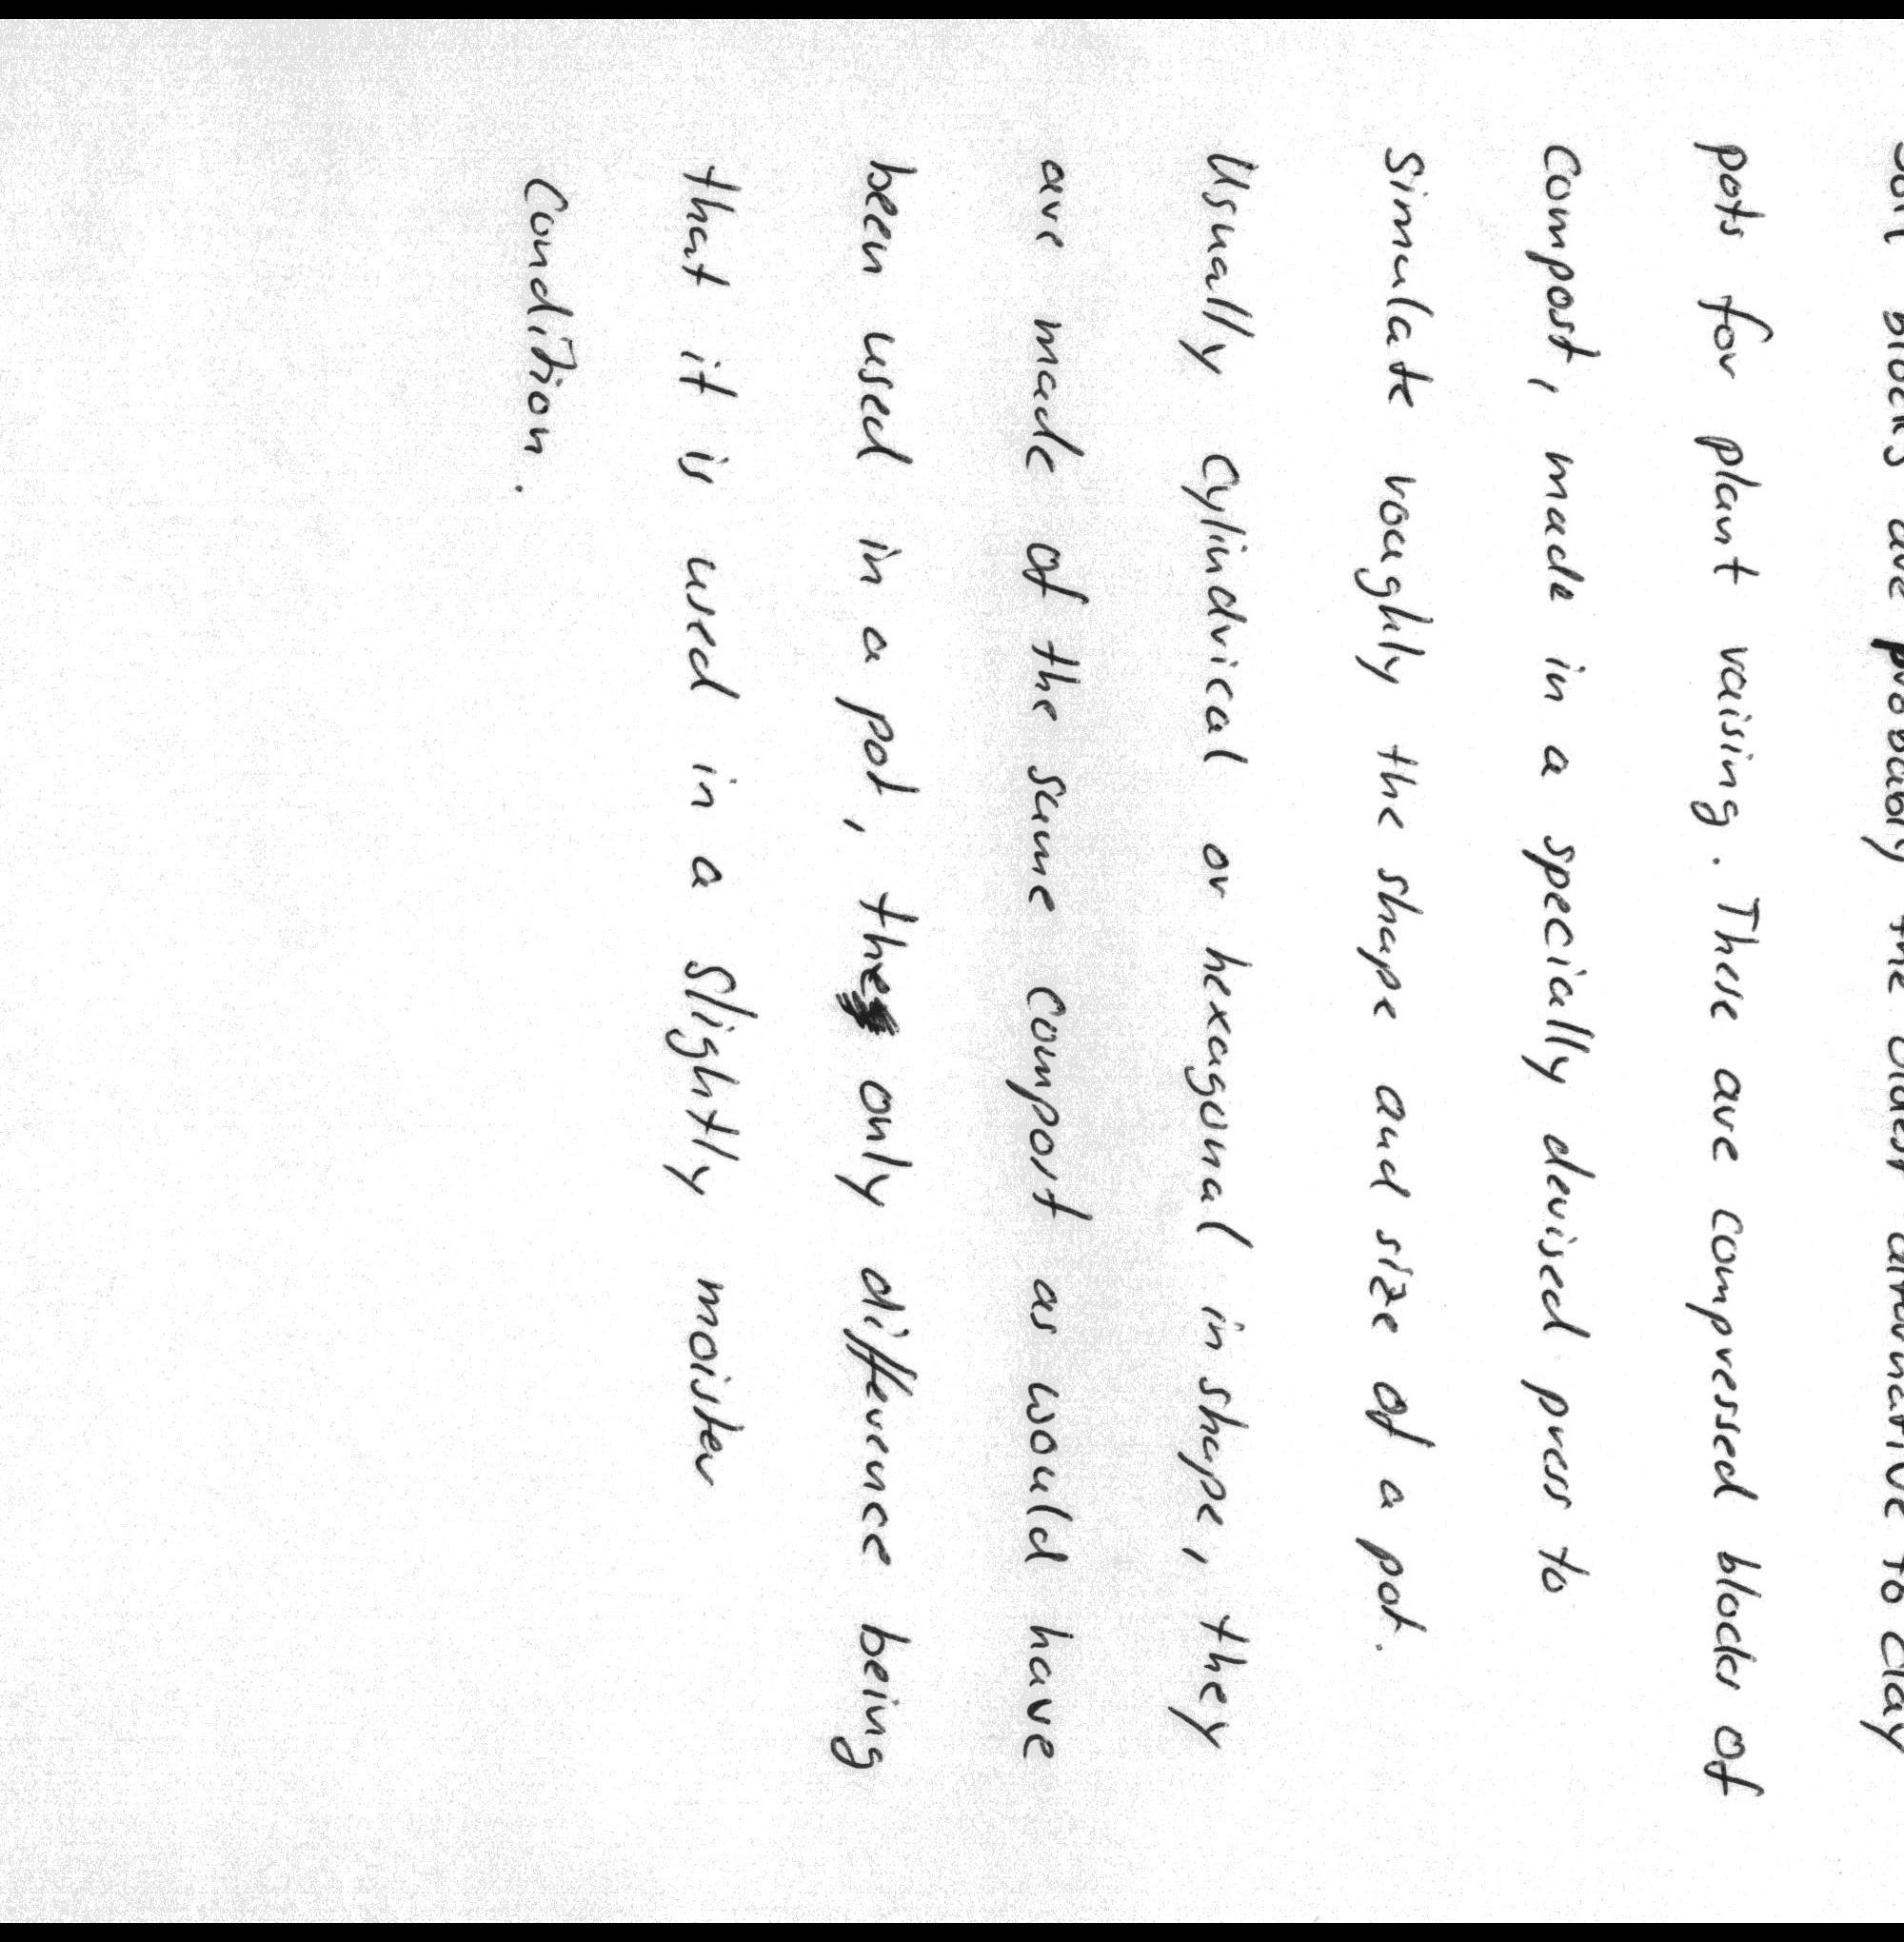 Soil blocks are probably the oldest alternative to clay
pots for plant raising. These are compressed blocks of
Compost, made in a specially devised press to
Simulate roughly the shape and size of a pot.
Usually Cylindrical or hexagonal in shape, they
are made of the same compost as would have
been used in a pot, the only difference being
that it is used in a slightly moister
Condition.